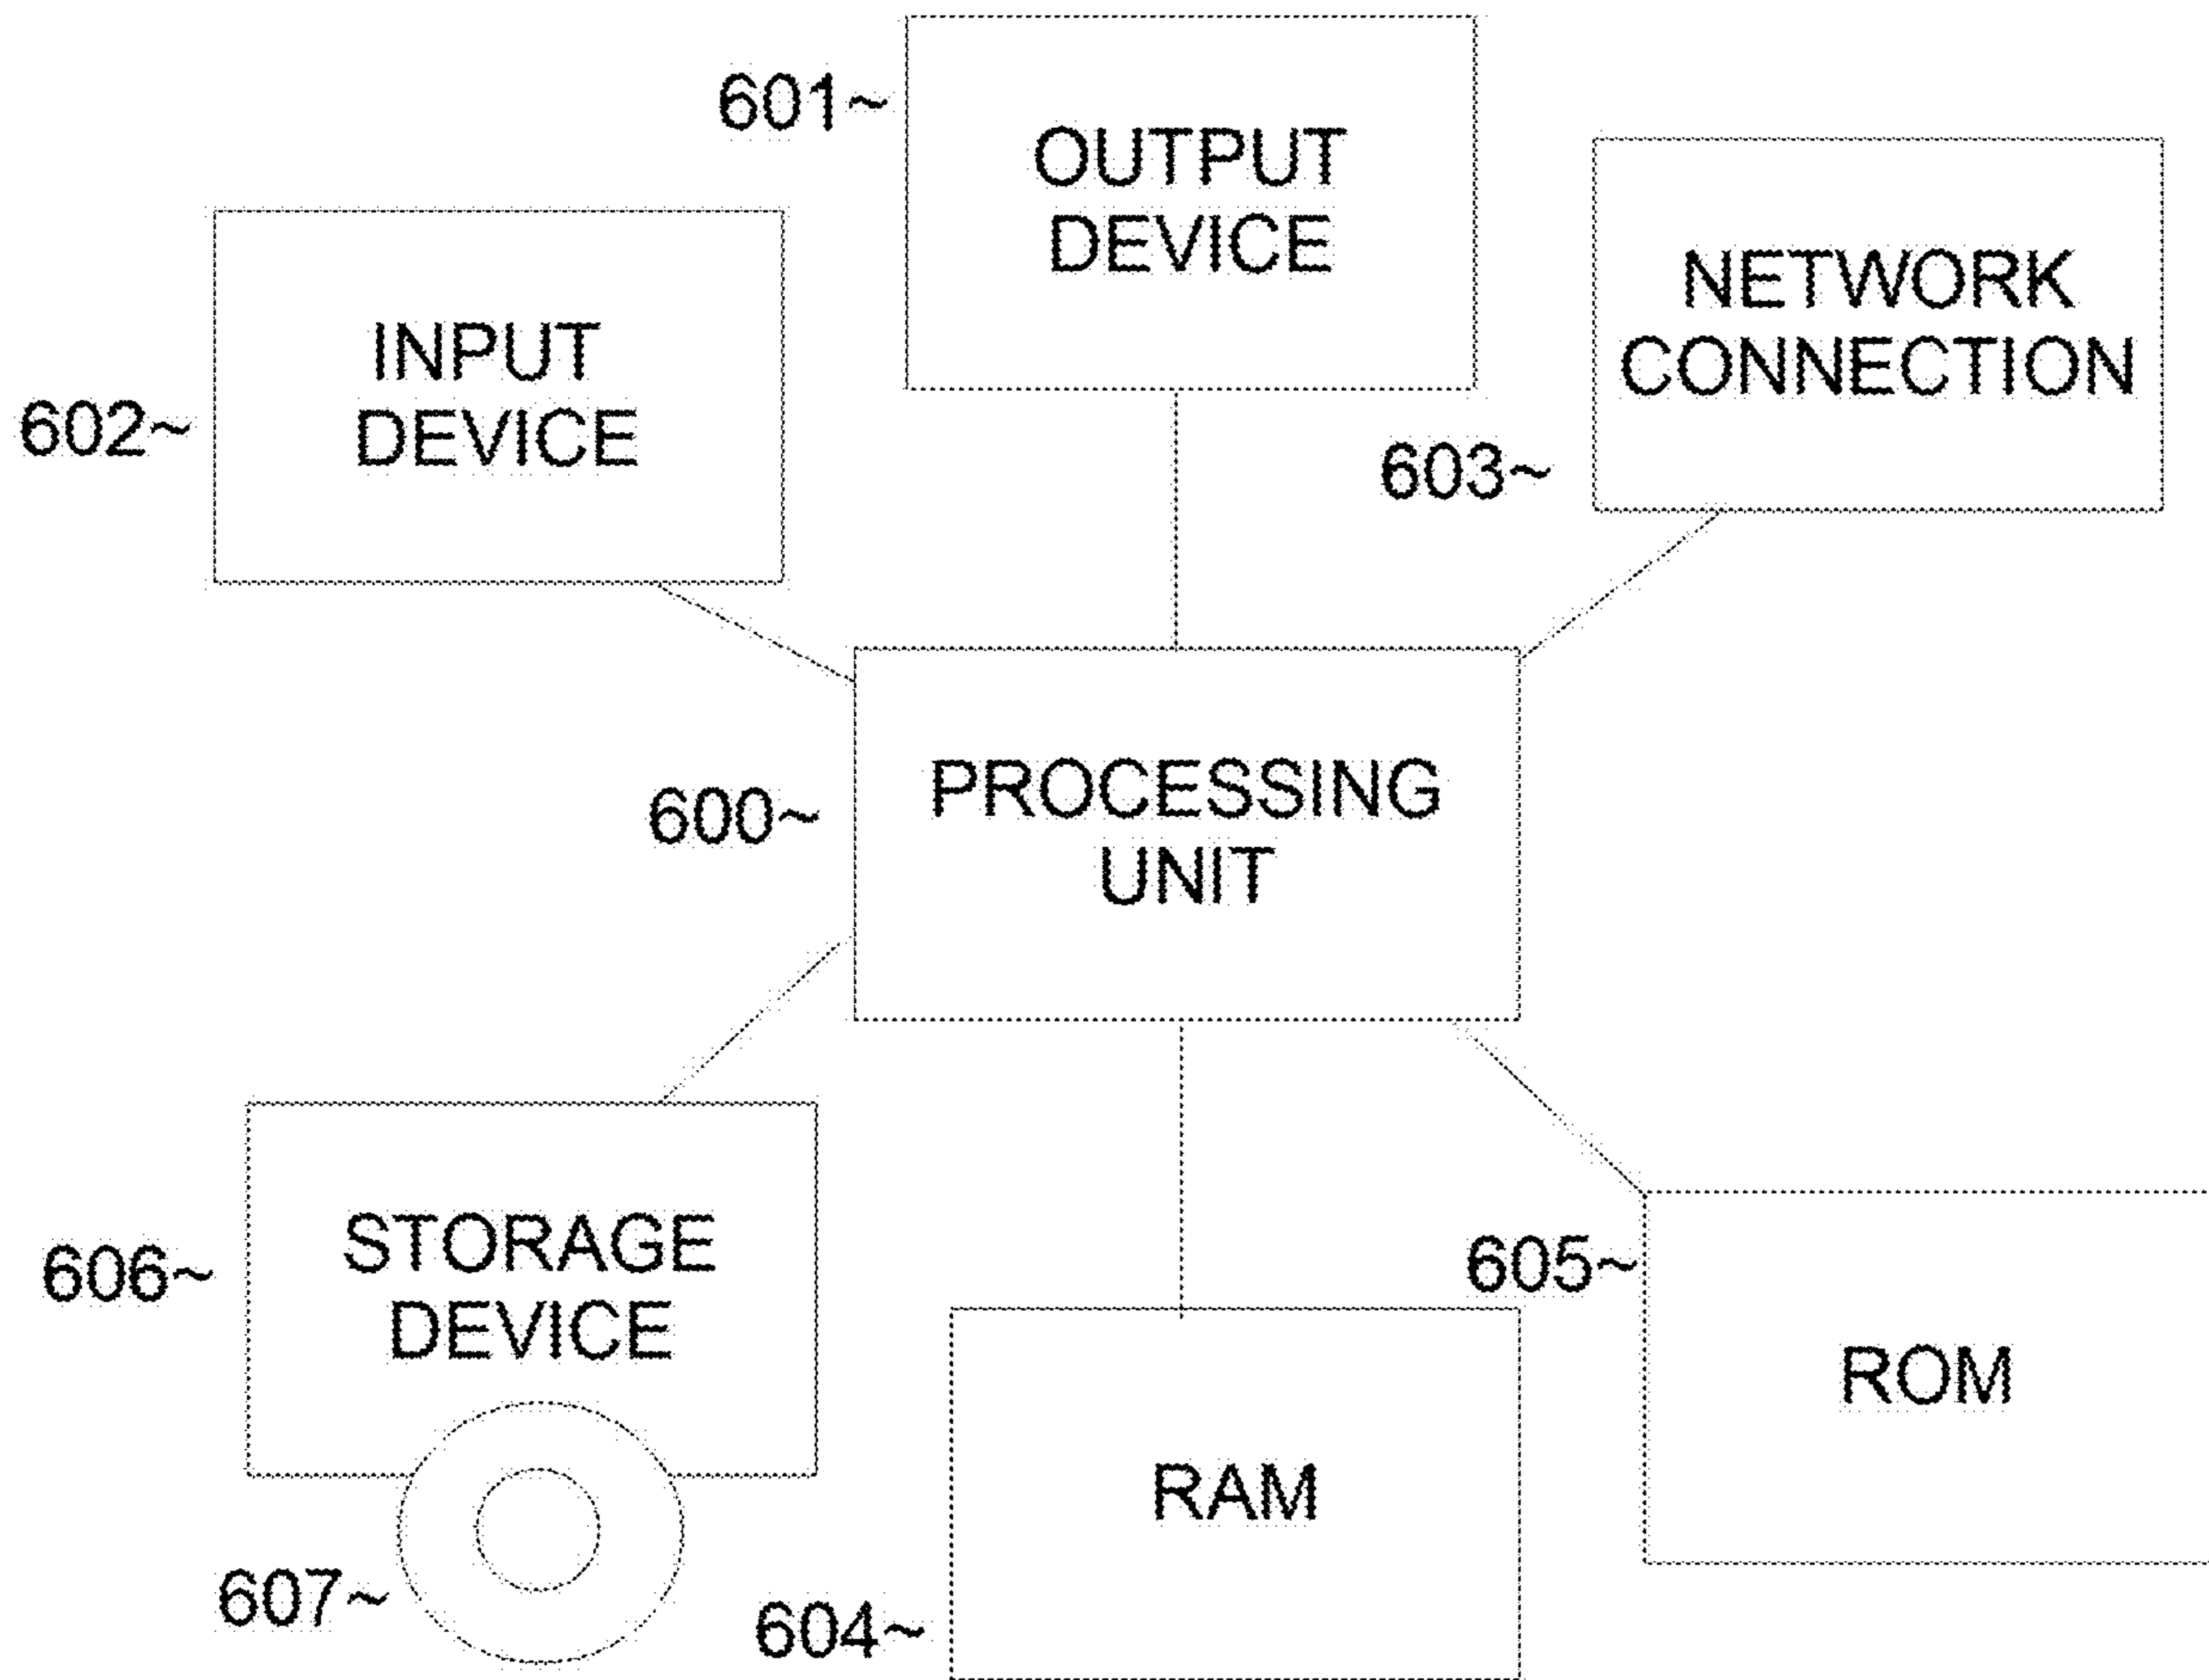 601~
OUTPUT
DEVICE
602~
INPUT
DEVICE
603~
NETWORK
CONNECTION
600~
PROCESSING
UNIT
606~
STORAGE
DEVICE
607~
604~
RAM
605~
ROM